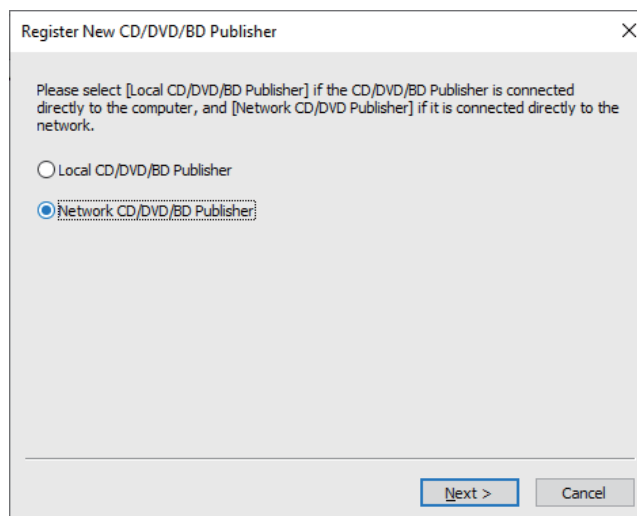 Register New CD/DVD/BD Publisher
Please select [Local CD/DVD/BD Publisher] if the CD/DVD/BD Publisher is connected
directly to the computer, and [Network CD/DVD Publisher] if it is connected directly to the
network.
Local CD/DVD/BD Publisher
Network CD/DVD/BD Publisher
Next >
Cancel